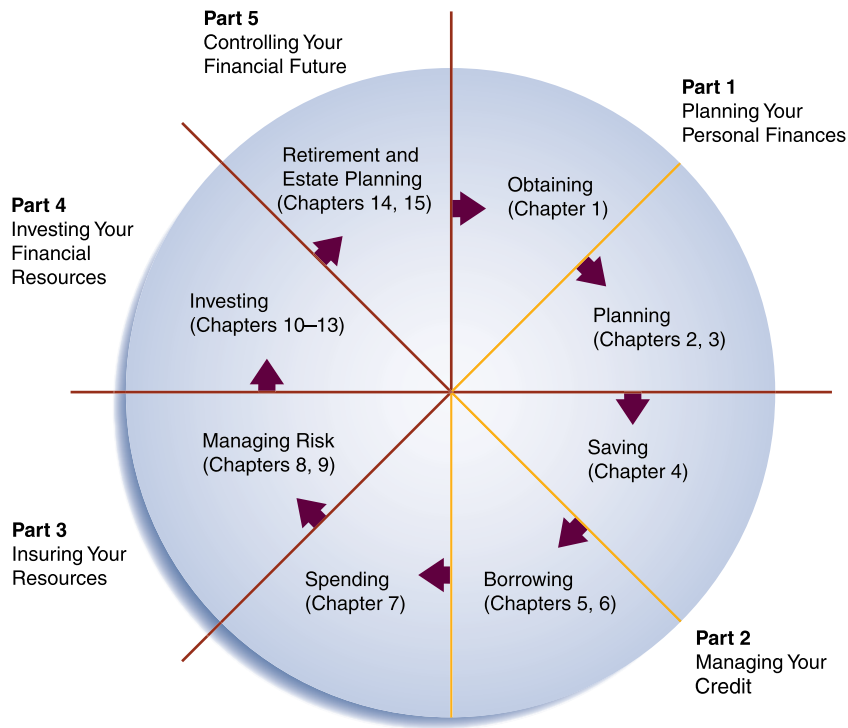 Part 5
Controlling Your
Financial Future
Part 1
Planning Your
Personal Finances
Retirement and
Estate Planning
(Chapters 14, 15)
Obtaining
(Chapter 1)
Part 4
Investing Your
Financial
Resources
Investing
(Chapters 10–13)
Planning
(Chapters 2, 3)
Managing Risk
(Chapters 8, 9)
Saving
(Chapter 4)
Part 3
Insuring Your
Resources
Spending
(Chapter 7)
Borrowing
(Chapters 5, 6)
Part 2
Managing Your
Credit